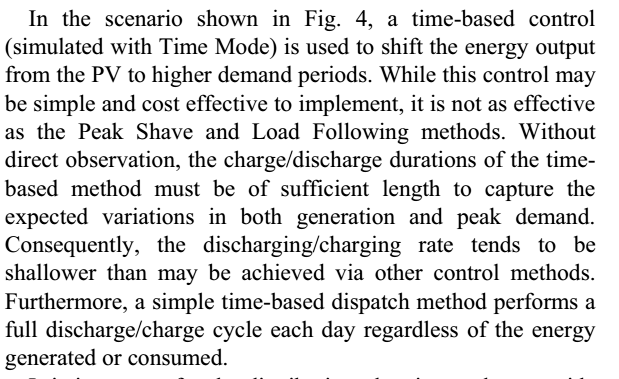 In the scenario shown in Fig. 4, a time-based control
(simulated with Time Mode) is used to shift the energy output
from the PV to higher demand periods. While this control may
be simple and cost effective to implement, it is not as effective
as the Peak Shave and Load Following methods. Without
direct observation, the charge/discharge durations of the time-
based method must be of sufficient length to capture the
expected variations in both generation and peak demand.
Consequently, the discharging/charging rate tends to be
shallower than may be achieved via other control methods.
Furthermore, a simple time-based dispatch method performs a
full discharge/charge cycle each day regardless of the energy
generated or consumed.